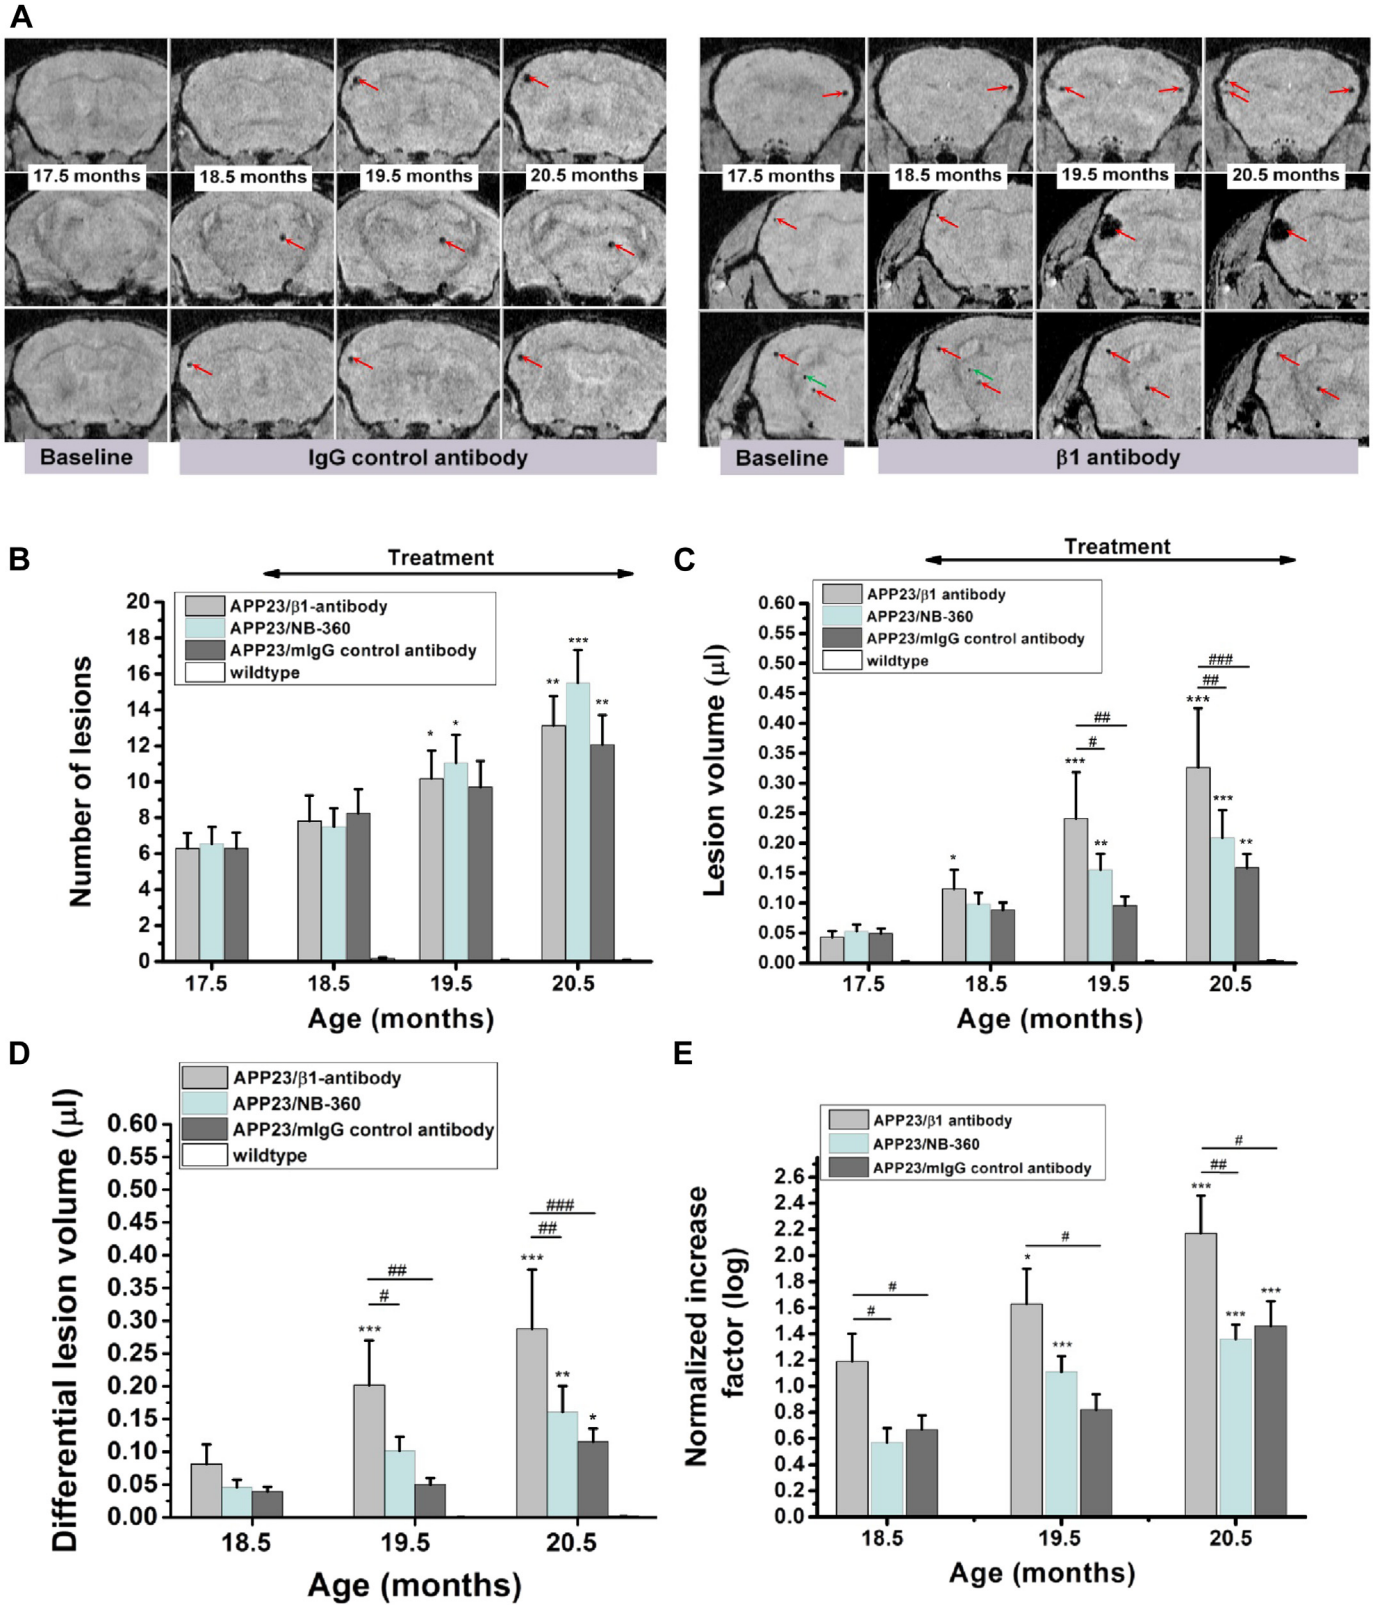 A
17.5 months 18.5 months 19.5 months 20.5 months
17.5 months 18.5 months 19.5 months 20.5 months
Baseline IgG control antibody
Baseline β1 antibody
B
Treatment
APP23/β1-antibody
APP23/NB-360
APP23/mIgG control antibody
wildtype
Number of lesions
20
18
16
14
12
10
8
6
4
2
0
* *
** *** **
17.5 18.5 19.5 20.5
Age (months)
C
Treatment
APP23/β1 antibody
APP23/NB-360
APP23/mIgG control antibody
wildtype
Lesion volume (μl)
0.60
0.55
0.50
0.45
0.40
0.35
0.30
0.25
0.20
0.15
0.10
0.05
0.00
*
##
#
*** **
###
##
*** *** **
17.5 18.5 19.5 20.5
Age (months)
D
APP23/β1-antibody
APP23/NB-360
APP23/mIgG control antibody
wildtype
Differential lesion volume (μl)
0.60
0.55
0.50
0.45
0.40
0.35
0.30
0.25
0.20
0.15
0.10
0.05
0.00
##
#
***
###
##
*** ** *
18.5 19.5 20.5
Age (months)
E
APP23/β1 antibody
APP23/NB-360
APP23/mIgG control antibody
Normalized increase
factor (log)
2.6
2.4
2.2
2.0
1.8
1.6
1.4
1.2
1.0
0.8
0.6
0.4
0.2
0.0
#
#
#
* ***
#
##
*** *** ***
18.5 19.5 20.5
Age (months)